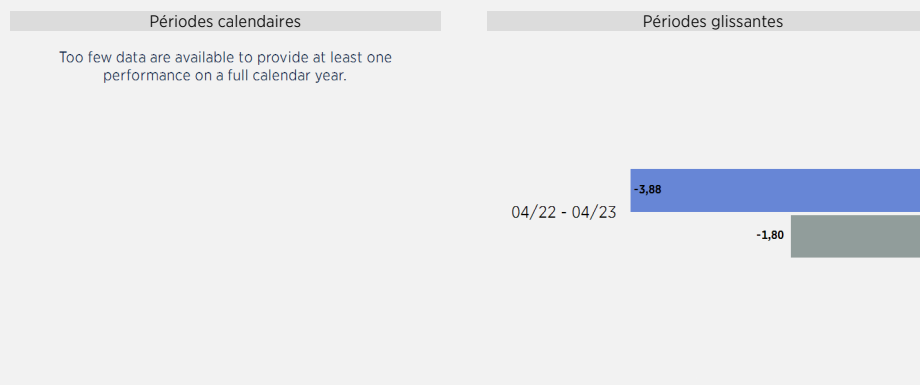 Périodes calendaires
Too few data are available to provide at least one
performance on a full calendar year.
Périodes glissantes
-3,88
04/22 - 04/23
-1,80